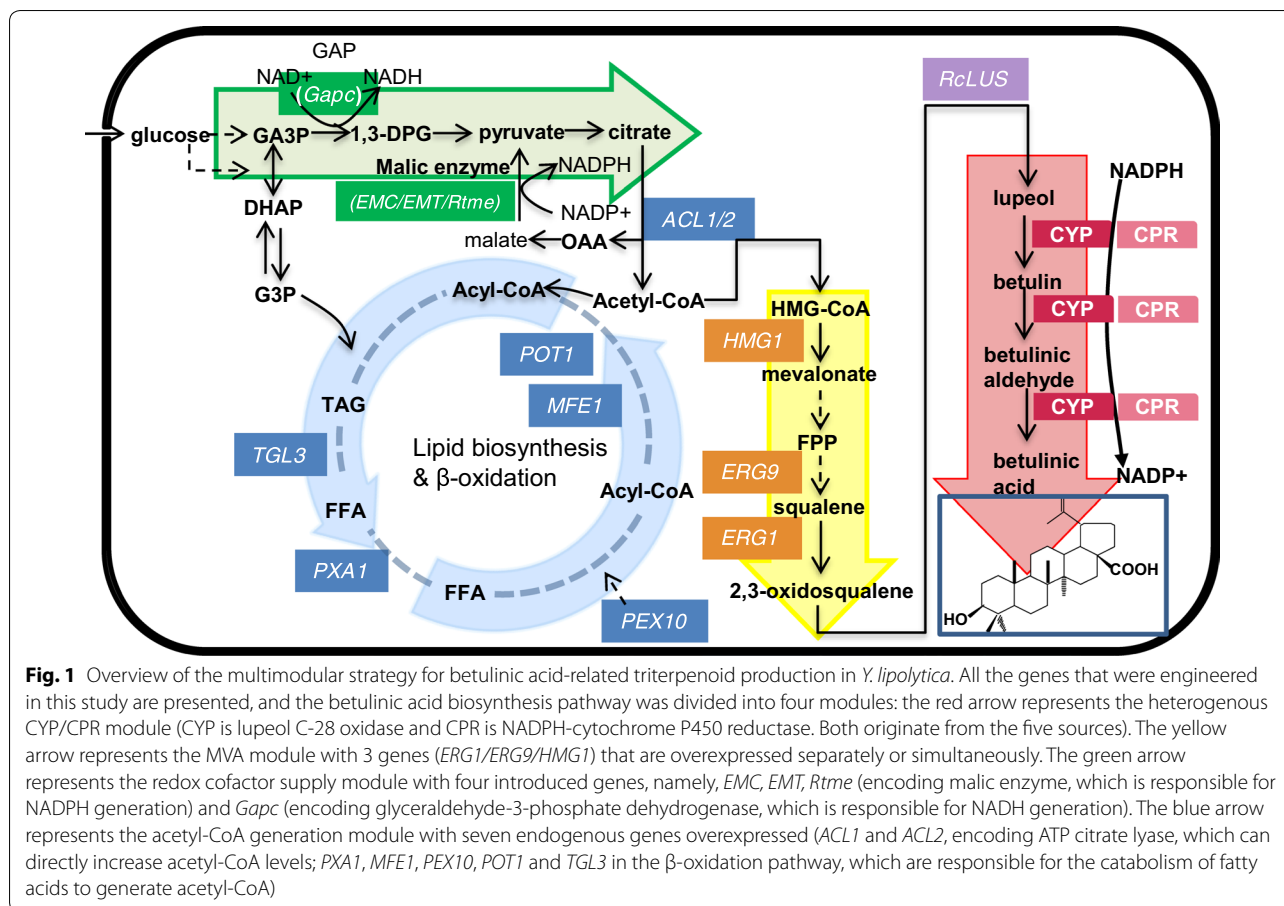 GAP
NAD+ NADH
(Gapc)
RcLUS
glucose GA3P 1,3-DPG pyruvate citrate
Malic enzyme NADPH
(EMC/EMT/Rtme)
NADP+
ACL1/2
DHAP
malate OAA
G3P
Acyl-CoA Acetyl-CoA
HMG-CoA
HMG1
mevalonate
POT1
MFE1
TAG
TGL3
Lipid biosynthesis
& β-oxidation
FPP
ERG9
Acyl-CoA
squalene
FFA
ERG1
PXA1
FFA
2,3-oxidosqualene
PEX10
NADPH
lupeol
CYP CPR
betulin
CYP CPR
betulinic
aldehyde
CYP CPR
betulinic
acid
NADP+
COOH
HO
Fig. 1 Overview of the multimodular strategy for betulinic acid-related triterpenoid production in Y. lipolytica. All the genes that were engineered
in this study are presented, and the betulinic acid biosynthesis pathway was divided into four modules: the red arrow represents the heterogenous
CYP/CPR module (CYP is lupeol C-28 oxidase and CPR is NADPH-cytochrome P450 reductase. Both originate from the five sources). The yellow
arrow represents the MVA module with 3 genes (ERG1/ERG9/HMG1) that are overexpressed separately or simultaneously. The green arrow
represents the redox cofactor supply module with four introduced genes, namely, EMC, EMT, Rtme (encoding malic enzyme, which is responsible for
NADPH generation) and Gapc (encoding glyceraldehyde-3-phosphate dehydrogenase, which is responsible for NADH generation). The blue arrow
represents the acetyl-CoA generation module with seven endogenous genes overexpressed (ACL1 and ACL2, encoding ATP citrate lyase, which can
directly increase acetyl-CoA levels; PXA1, MFE1, PEX10, POT1 and TGL3 in the β-oxidation pathway, which are responsible for the catabolism of fatty
acids to generate acetyl-CoA)